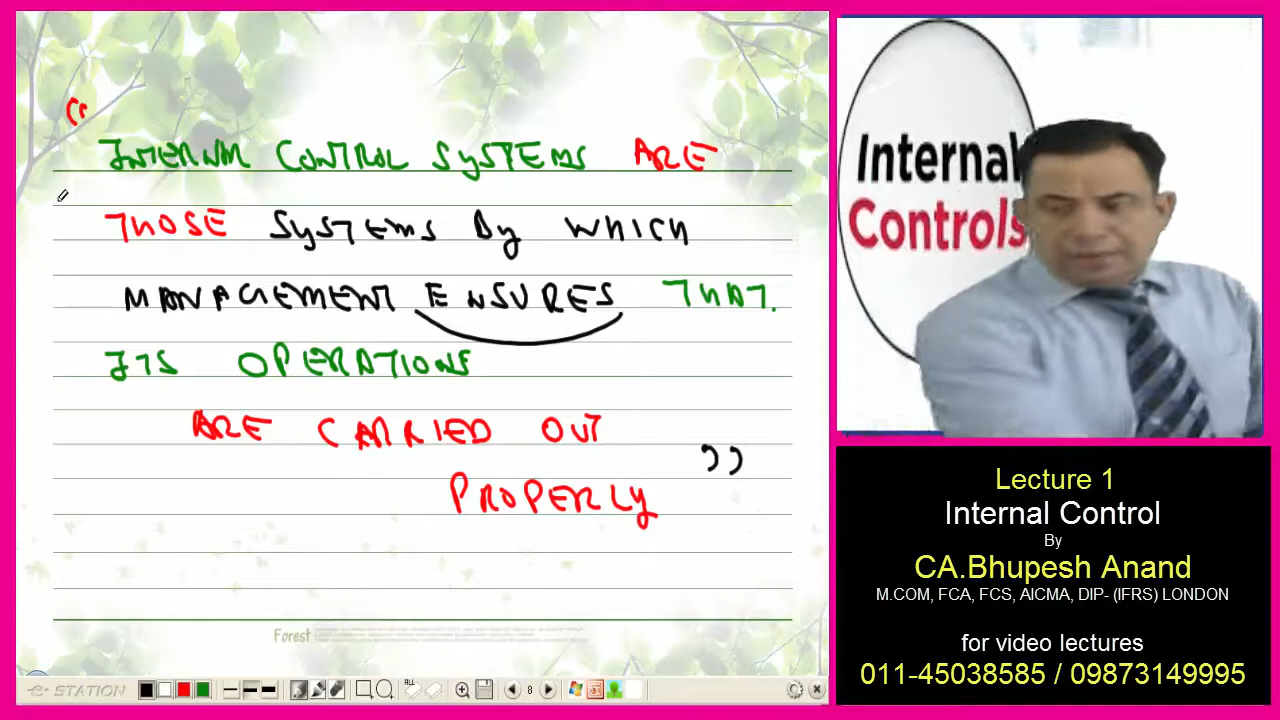 “
INTERNAL CONTROL SYSTEMS ARE
THOSE SYSTEMS By WHICH
MANAGEMENT ENSURES THAT.
ITS OPERATIONS
ARE CARRIED OUT
PROPERLy ”
Forest
e-STATION
ALL
8
Internal
Controls
Lecture 1
Internal Control
By
CA.Bhupesh Anand
M.COM, FCA, FCS, AICMA, DIP- (IFRS) LONDON
for video lectures
011-45038585 / 09873149995